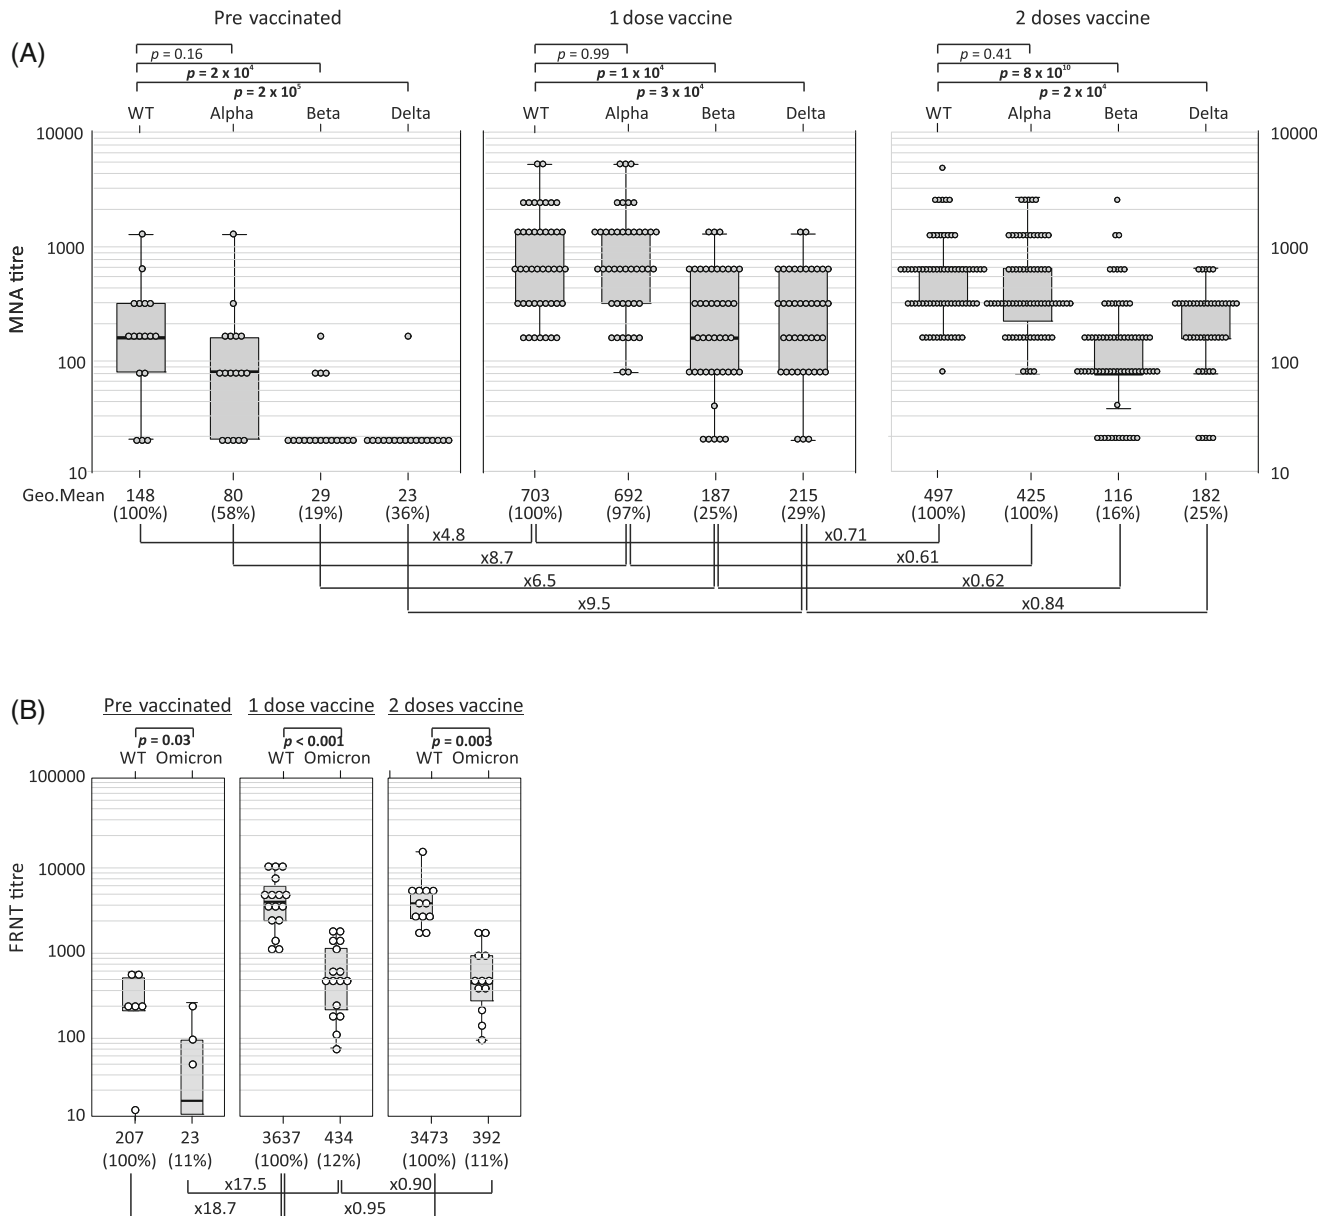 Pre vaccinated 1 dose vaccine 2 doses vaccine
(A)
p = 0.16 p = 0.99 p = 0.41
p = 2 x 10⁴ p = 1 x 10⁴ p = 8 x 10¹⁰
p = 2 x 10⁵ p = 3 x 10⁴ p = 2 x 10⁴
WT Alpha Beta Delta WT Alpha Beta Delta WT Alpha Beta Delta
10000 10000
1000 1000
MNA titre
100 100
10 10
Geo.Mean 148 80 29 23 703 692 187 215 497 425 116 182
(100%) (58%) (19%) (36%) (100%) (97%) (25%) (29%) (100%) (100%) (16%) (25%)
x4.8 x0.71
x8.7 x0.61
x6.5 x0.62
x9.5 x0.84
(B)
Pre vaccinated 1 dose vaccine 2 doses vaccine
p = 0.03 p < 0.001 p = 0.003
WT Omicron WT Omicron WT Omicron
100000
10000
FRNT titre
1000
100
10
207 23 3637 434 3473 392
(100%) (11%) (100%) (12%) (100%) (11%)
x17.5 x0.90
x18.7 x0.95